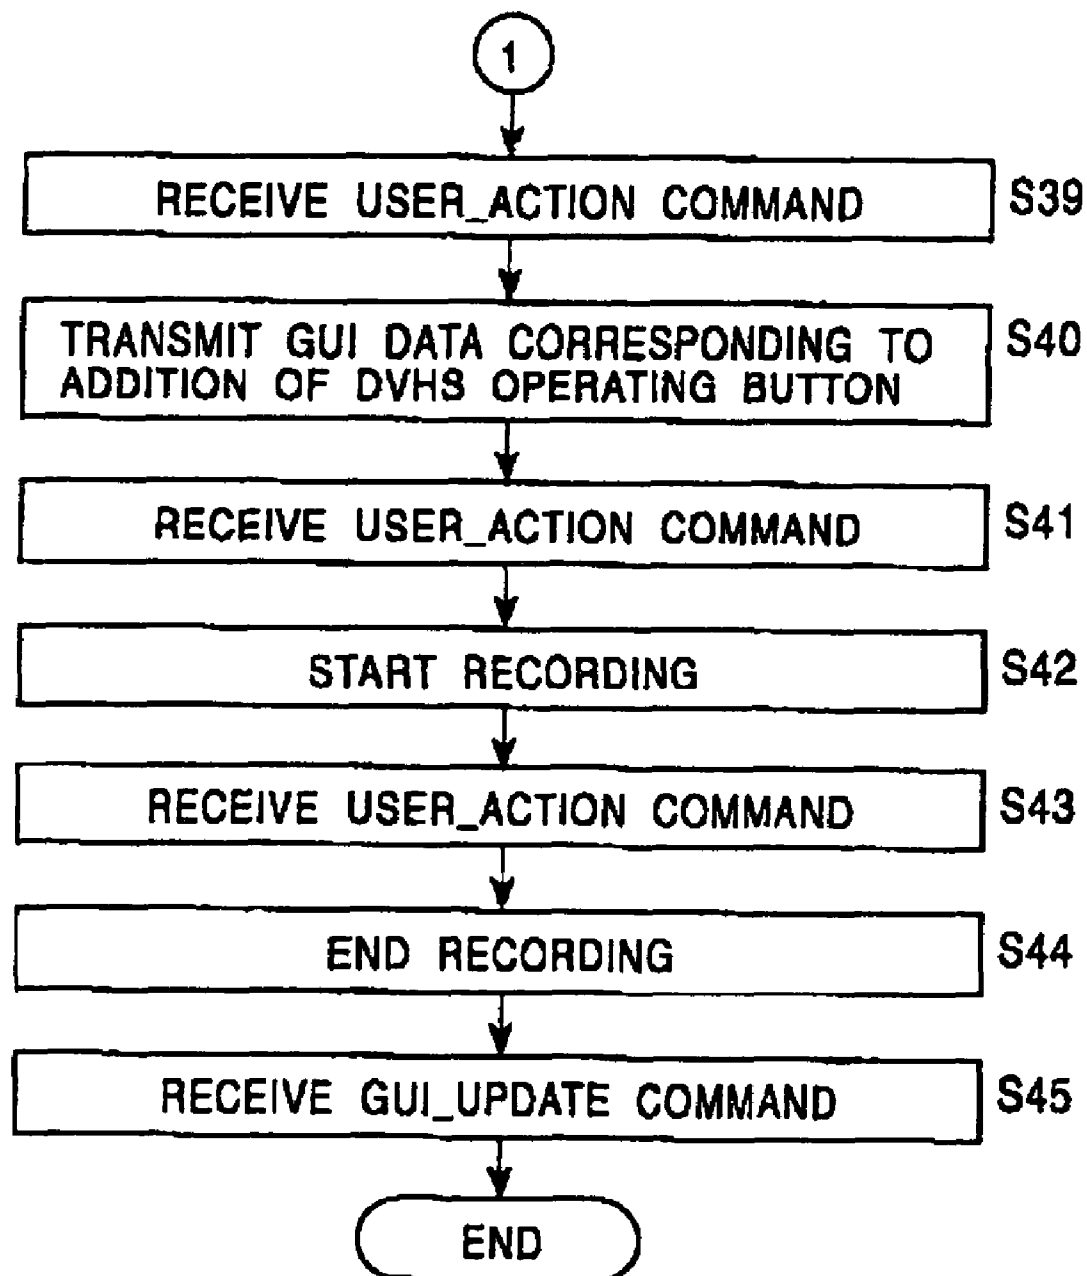 1
RECEIVE USER_ACTION COMMAND S39
TRANSMIT GUI DATA CORRESPONDING TO S40
ADDITION OF DVHS OPERATING BUTTON
RECEIVE USER_ACTION COMMAND S41
START RECORDING S42
RECEIVE USER_ACTION COMMAND S43
END RECORDING S44
RECEIVE GUI_UPDATE COMMAND S45
END